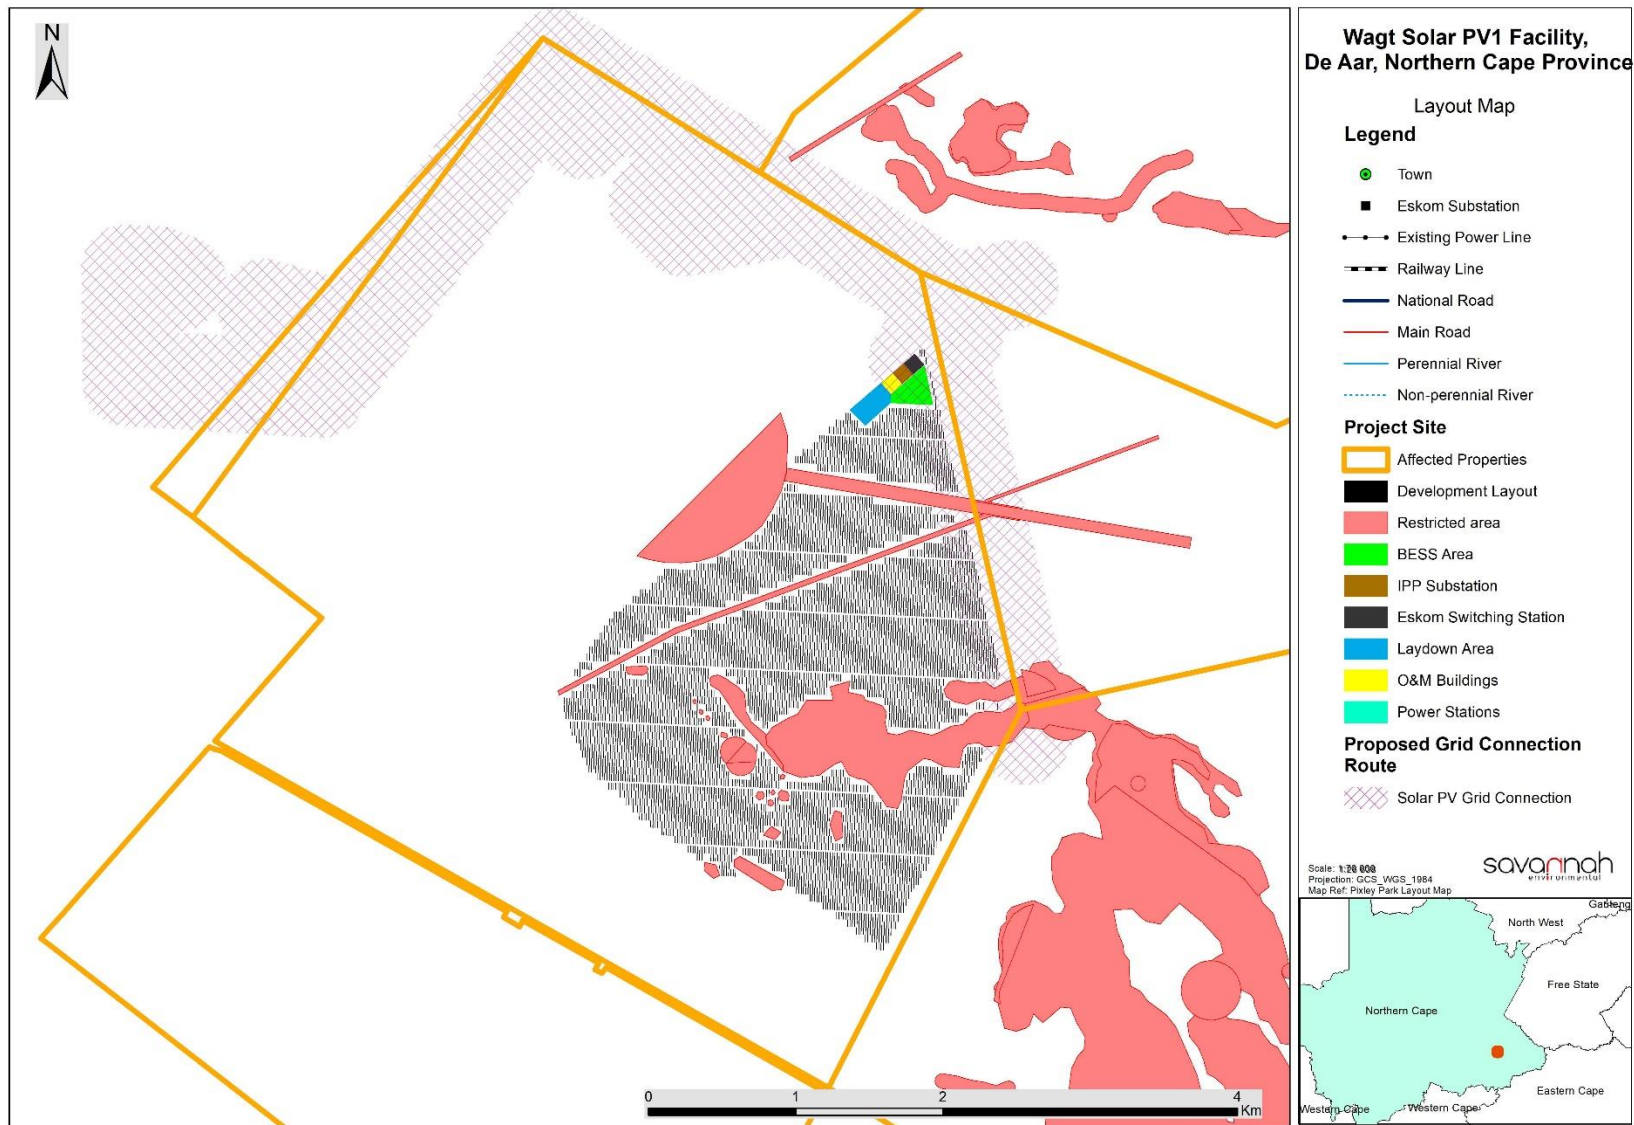 N
0
1
2
4
Km
Wagt Solar PV1 Facility,
De Aar, Northern Cape Province
Layout Map
Legend
Town
Eskom Substation
Existing Power Line
Railway Line
National Road
Main Road
Perennial River
Non-perennial River
Project Site
Affected Properties
Development Layout
Restricted area
BESS Area
IPP Substation
Eskom Switching Station
Laydown Area
O&M Buildings
Power Stations
Proposed Grid Connection
Route
Solar PV Grid Connection
Scale:
Projection: GCS_WGS_1984
Map Ref: Pixley Park Layout Map
savannah
environmental
Gauteng
North West
Free State
Northern Cape
Eastern Cape
Western Cape
Western Cape